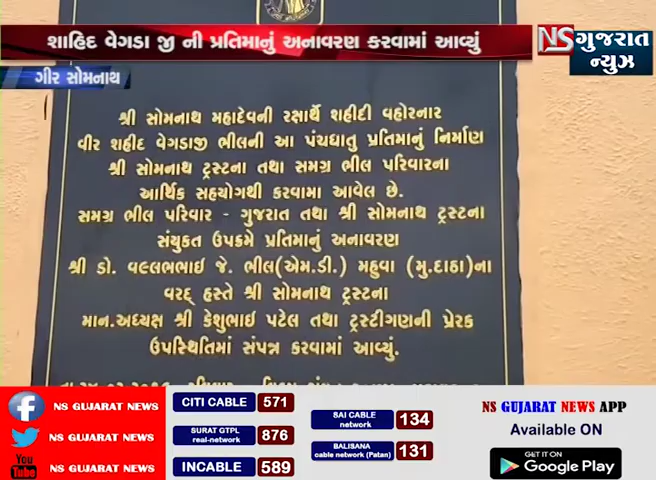 શાહિદ વેગડા જી ની પ્રતિમાનું અનાવરણ કરવામાં આવ્યું
NS ગુજરાત ન્યુઝ
ગીર સોમનાથ
શ્રી સોમનાથ મહાદેવની રક્ષાર્થે શહીદી વહોરનાર
વીર શહીદ વેગડાજી ભીલની આ પંચધાતુ પ્રતિમાનું નિર્માણ
શ્રી સોમનાથ ટ્રસ્ટના તથા સમગ્ર ભીલ પરિવારના
આર્થિક સહયોગથી કરવામા આવેલ છે.
સમગ્ર ભીલ પરિવાર - ગુજરાત તથા શ્રી સોમનાથ ટ્રસ્ટના
સંયુકત ઉપક્રમે પ્રતિમાનું અનાવરણ
શ્રી ડો. વલ્લભભાઇ જે. ભીલ(એમ.ડી.) મહુવા (મુ.દાઠા)ના
વરદ્ હસ્તે શ્રી સોમનાથ ટ્રસ્ટના
માન.અધ્યક્ષ શ્રી કેશુભાઇ પટેલ તથા ટ્રસ્ટીગણની પ્રેરક
ઉપસ્થિતિમાં સંપન્ન કરવામાં આવ્યું.
NS GUJARAT NEWS
NS GUJARAT NEWS
You Tube NS GUJARAT NEWS
CITI CABLE 571
SURAT GTPL real-network 876
INCABLE 589
SAI CABLE network 134
BALISANA cable network (Patan) 131
NS GUJARAT NEWS APP
Available ON
GET IT ON
Google Play